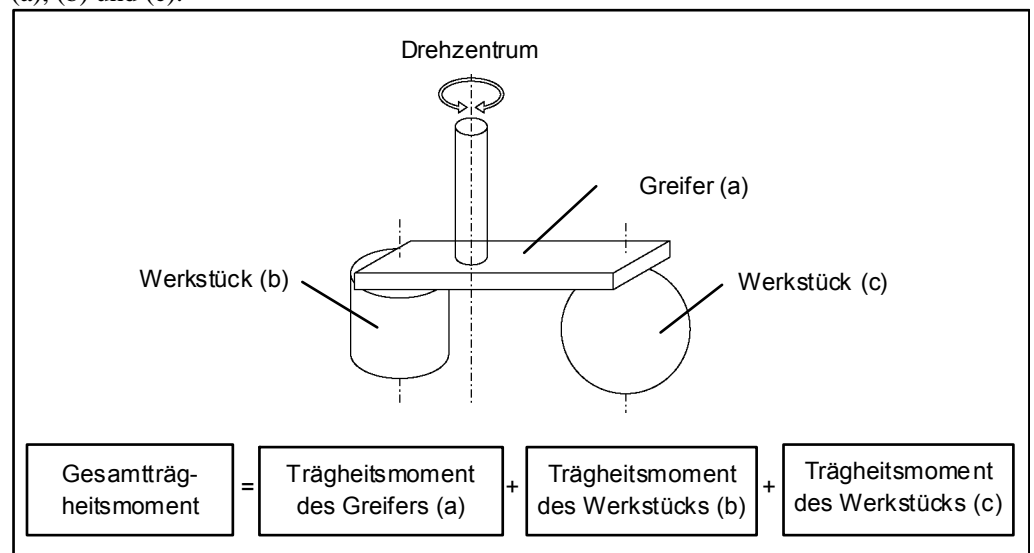 (a), (b) und (c).
Drehzentrum
Greifer (a)
Werkstück (b)
Werkstück (c)
Gesamtträg-
heitsmoment
=
Trägheitsmoment
des Greifers (a)
+
Trägheitsmoment
des Werkstücks (b)
+
Trägheitsmoment
des Werkstücks (c)